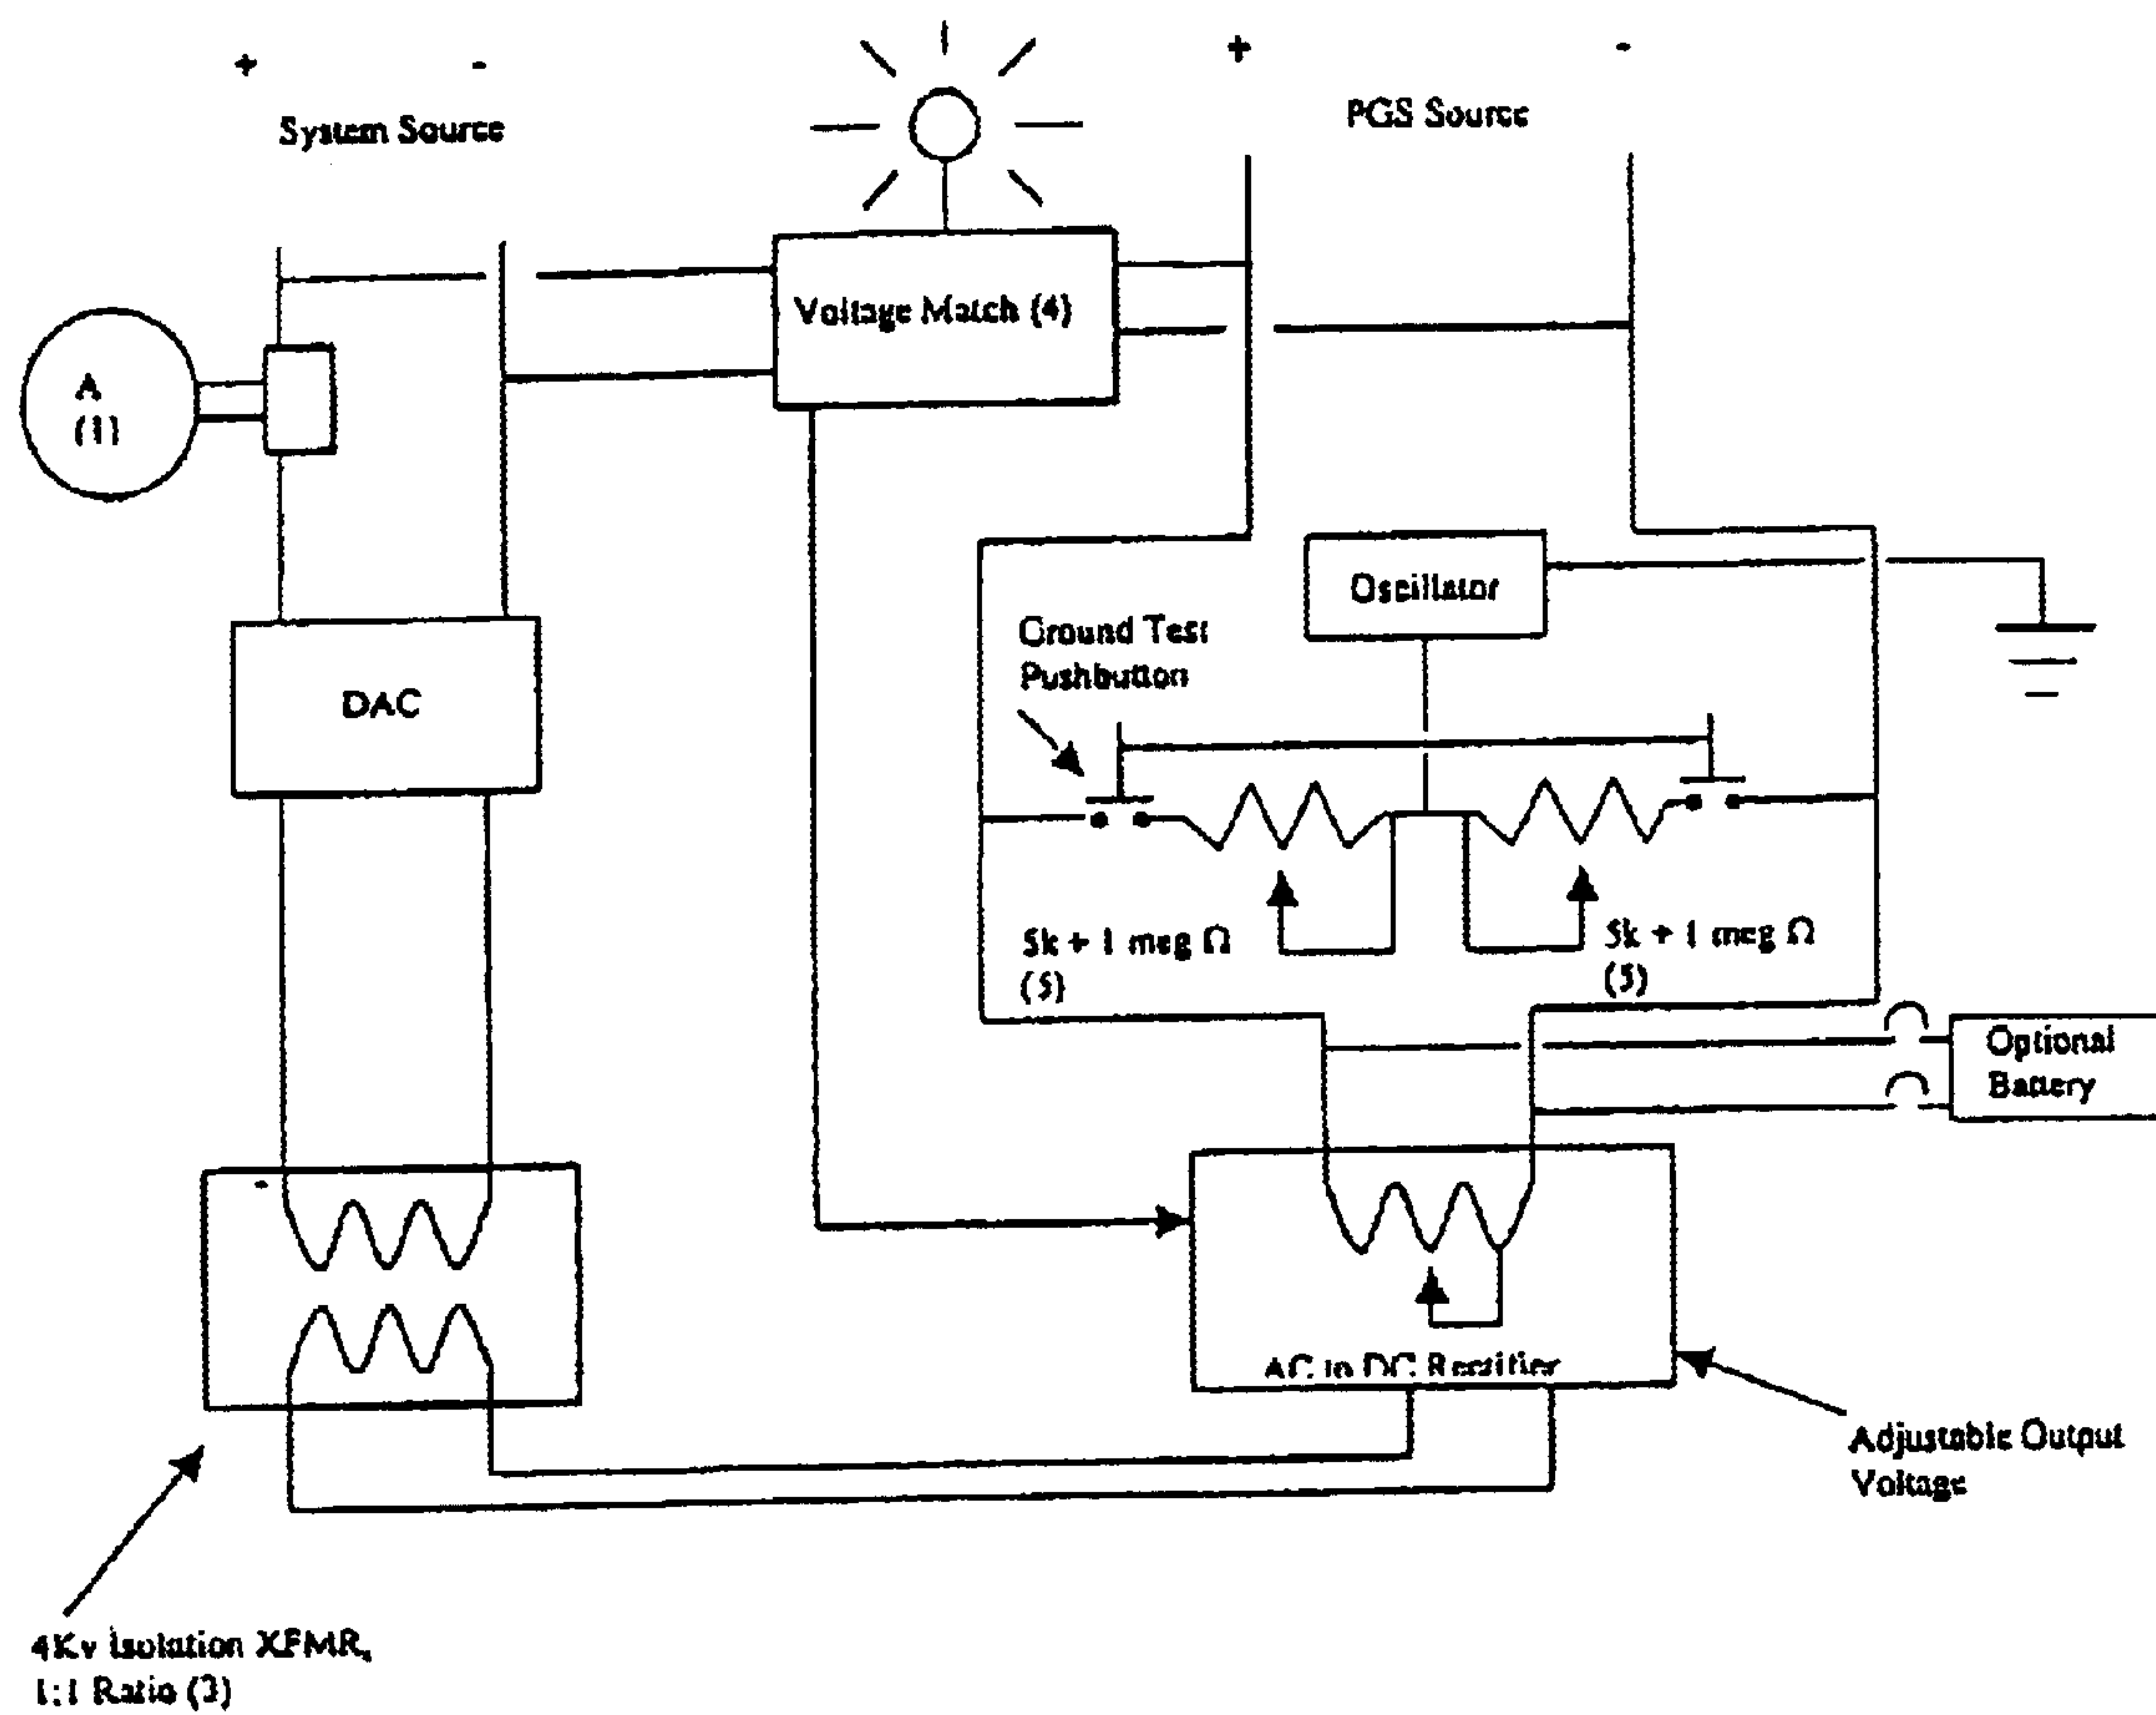 + -
System Source
+ -
PGS Source
Voltage Match (4)
A
(1)
DAC
Oscillator
Ground Test
Pushbutton
5k + 1 meg Ω
(5)
5k + 1 meg Ω
(5)
Optional
Battery
-
AC to DC Rectifier
Adjustable Output
Voltage
4Kv Isolation XFMR,
1:1 Ratio (3)